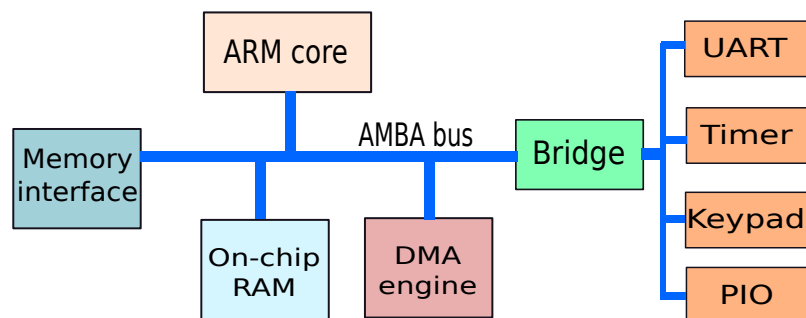 ARM core
UART
AMBA bus
Timer
Memory
interface
Bridge
Keypad
On-chip
RAM
DMA
engine
PIO